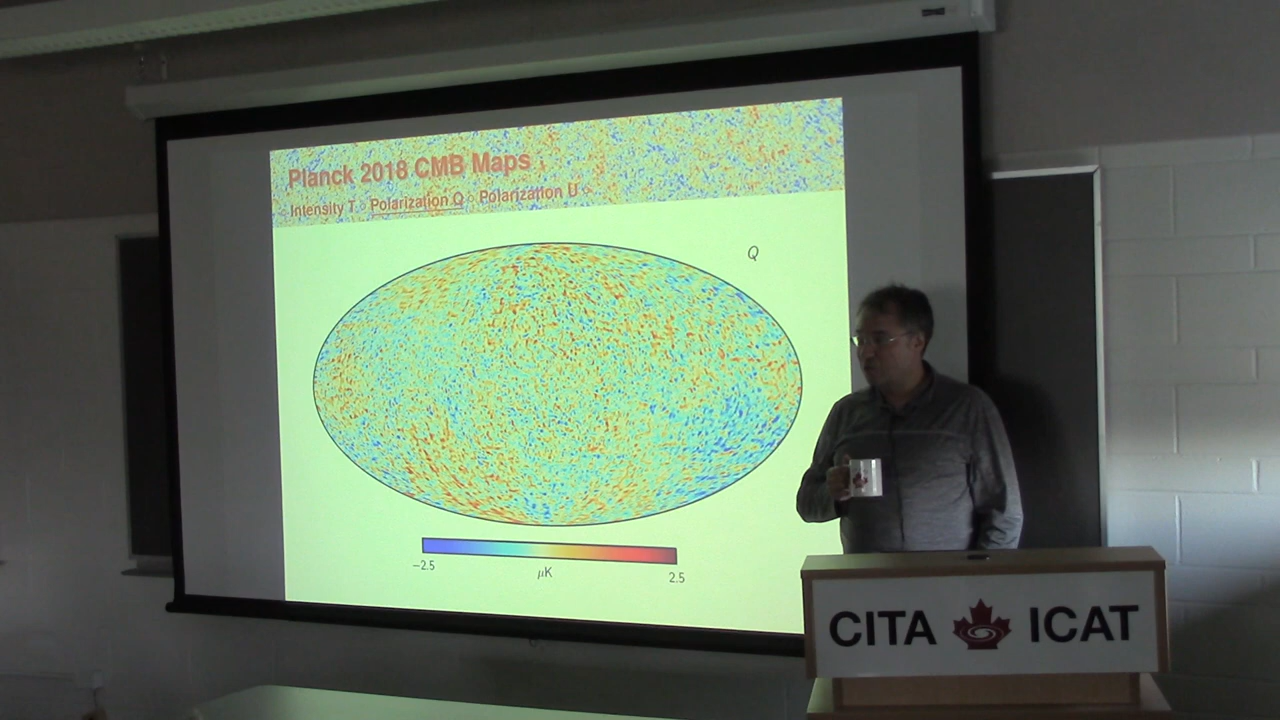 Planck 2018 CMB Maps
Intensity T ◦ Polarization Q ◦ Polarization U ◦
Q
−2.5
μK
2.5
CITA ICAT